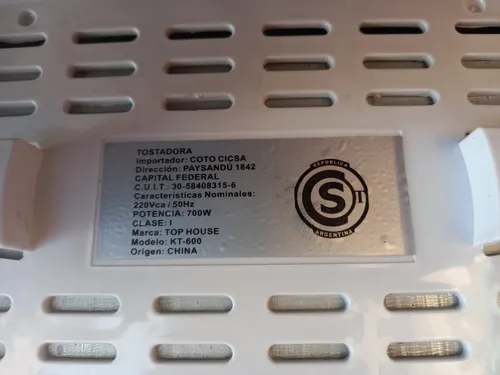 TOSTADORA
Importador: COTO CICSA
Dirección: PAYSANDÚ 1842
CAPITAL FEDERAL
C.U.I.T.: 30-58408315-6
Características Nominales:
220Vca / 50Hz
POTENCIA: 700W
CLASE: I
Marca: TOP HOUSE
Modelo: KT-600
Origen: CHINA
REPUBLICA
S
ARGENTINA